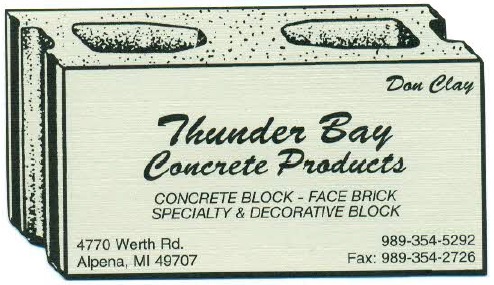 Don Clay
Thunder Bay
Concrete Products
CONCRETE BLOCK - FACE BRICK
SPECIALTY & DECORATIVE BLOCK
4770 Werth Rd.
Alpena, MI 49707
989-354-5292
Fax: 989-354-2726